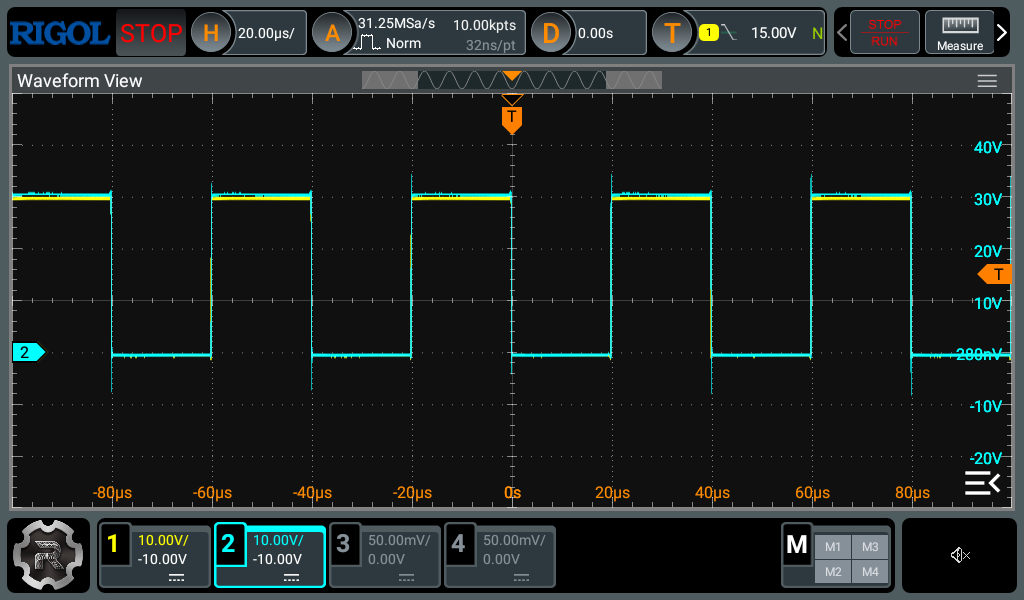 RIGOL STOP H 20.00μs/ A 31.25MSa/s 10.00kpts D 0.00s T 1 15.00V N STOP
Norm 32ns/pt RUN Measure
Waveform View
T
40V
30V
20V
T
10V
2
280nV
-10V
-20V
-80μs -60μs -40μs -20μs 0s 20μs 40μs 60μs 80μs
1 10.00V/ 2 10.00V/ 3 50.00mV/ 4 50.00mV/ M M1 M3
-10.00V -10.00V 0.00V 0.00V M2 M4
R